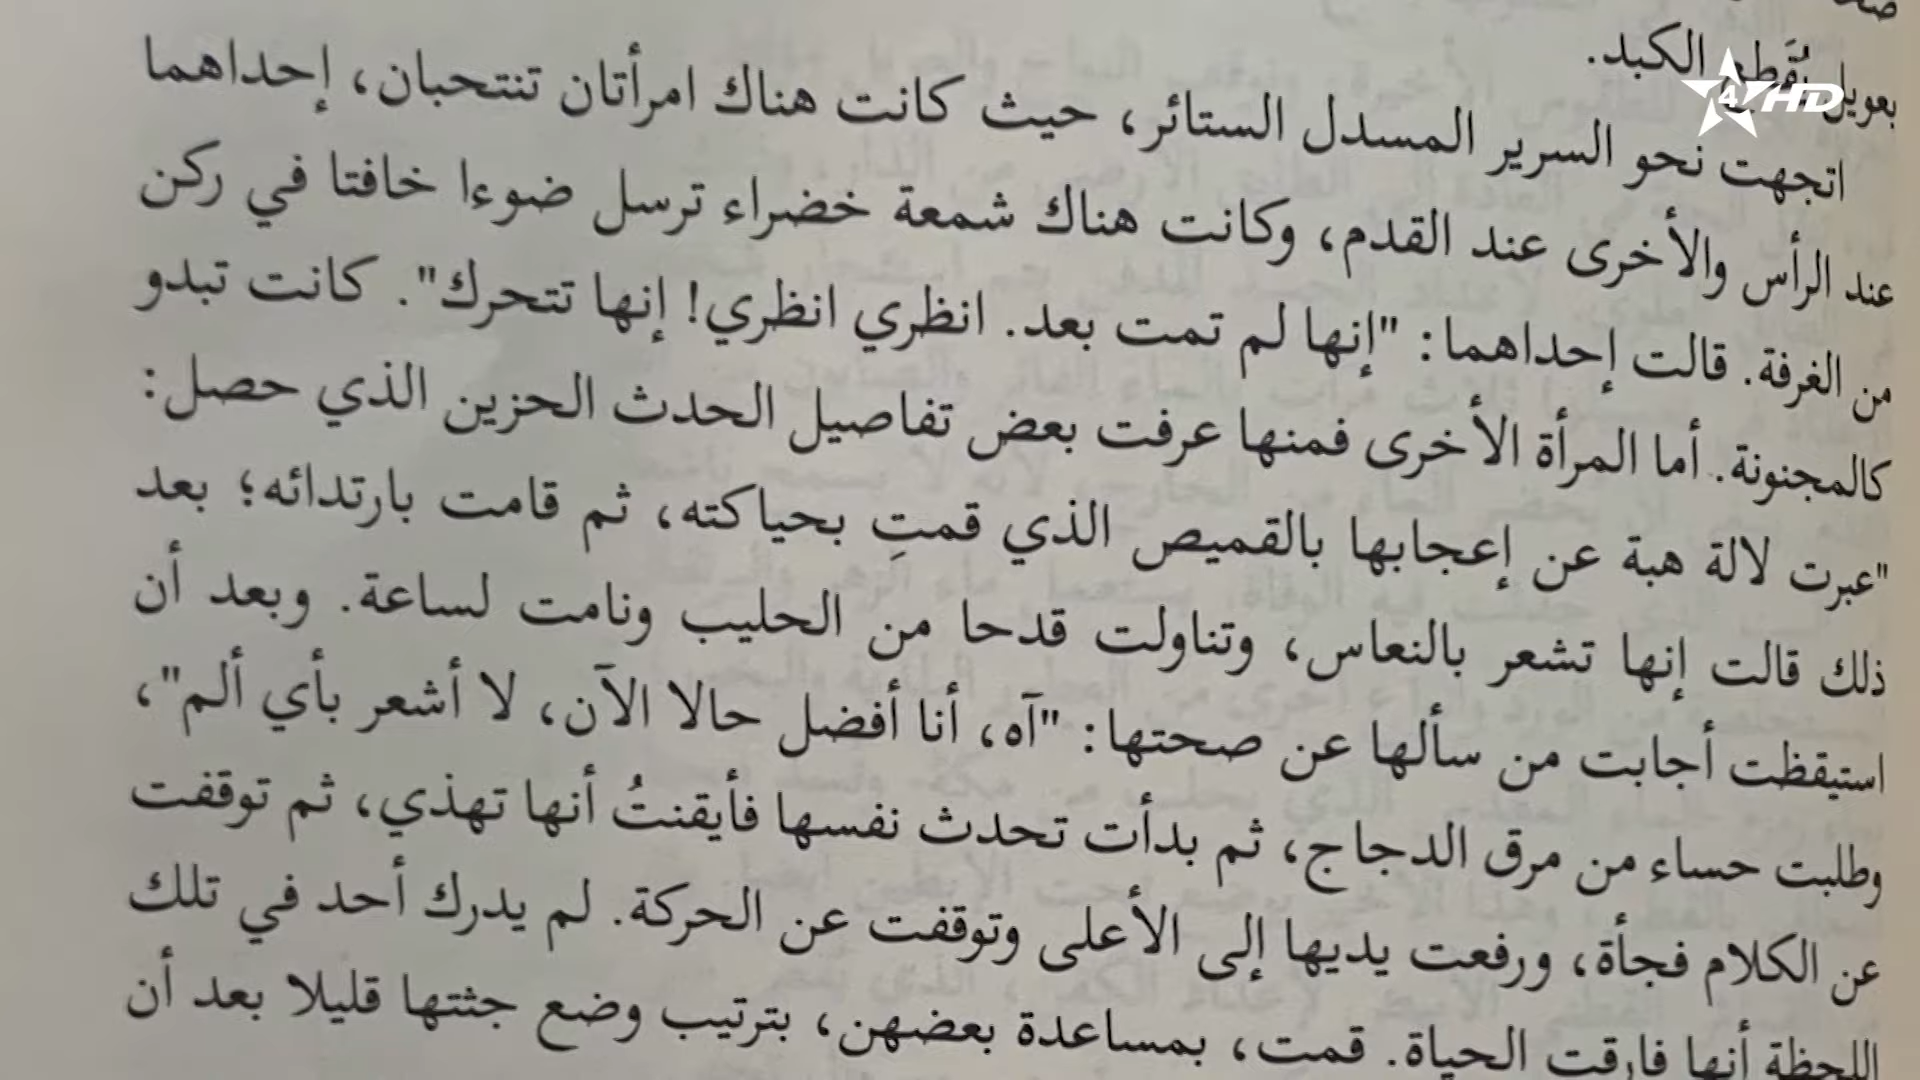 بعويل يُقَطع الكبد.
اتجهت نحو السرير المسدل الستائر، حيث كانت هناك امرأتان تنتحبان، إحداهما
عند الرأس والأخرى عند القدم، وكانت هناك شمعة خضراء ترسل ضوءا خافتا في ركن
من الغرفة. قالت إحداهما: "إنها لم تمت بعد. انظري انظري! إنها تتحرك". كانت تبدو
كالمجنونة. أما المرأة الأخرى فمنها عرفت بعض تفاصيل الحدث الحزين الذي حصل:
"عبرت لالة هبة عن إعجابها بالقميص الذي قمتِ بحياكته، ثم قامت بارتدائه؛ بعد
ذلك قالت إنها تشعر بالنعاس، وتناولت قدحا من الحليب ونامت لساعة. وبعد أن
استيقظت أجابت من سألها عن صحتها: "آه، أنا أفضل حالا الآن، لا أشعر بأي ألم"،
وطلبت حساء من مرق الدجاج، ثم بدأت تحدث نفسها فأيقنتُ أنها تهذي، ثم توقفت
عن الكلام فجأة، ورفعت يديها إلى الأعلى وتوقفت عن الحركة. لم يدرك أحد في تلك
اللحظة أنها فارقت الحياة. قمت، بمساعدة بعضهن، بترتيب وضع جثتها قليلا بعد أن
4 HD